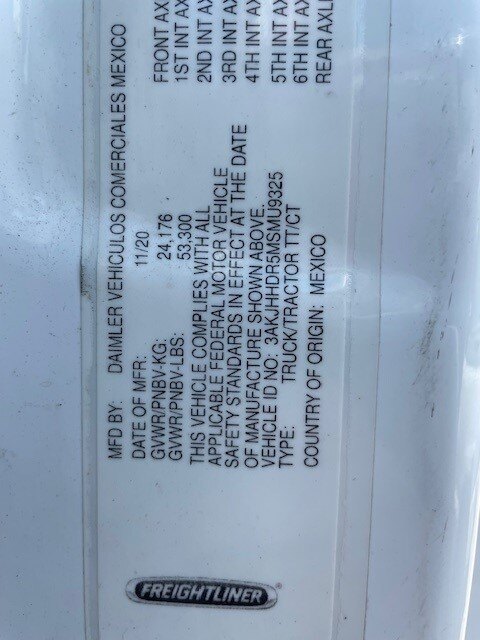 MFD BY: DAIMLER VEHICULOS COMERCIALES MEXICO
DATE OF MFR: 11/20
GVWR/PNBV-KG: 24,176
GVWR/PNBV-LBS: 53,300
THIS VEHICLE COMPLIES WITH ALL
APPLICABLE FEDERAL MOTOR VEHICLE
SAFETY STANDARDS IN EFFECT AT THE DATE
OF MANUFACTURE SHOWN ABOVE.
VEHICLE ID NO: 3AKJHHDR5MSMU9325
TYPE: TRUCK/TRACTOR TT/CT
COUNTRY OF ORIGIN: MEXICO
FRONT AX
1ST INT AX
2ND INT AX
3RD INT AX
4TH INT AX
5TH INT AX
6TH INT AX
REAR AXL
FREIGHTLINER®